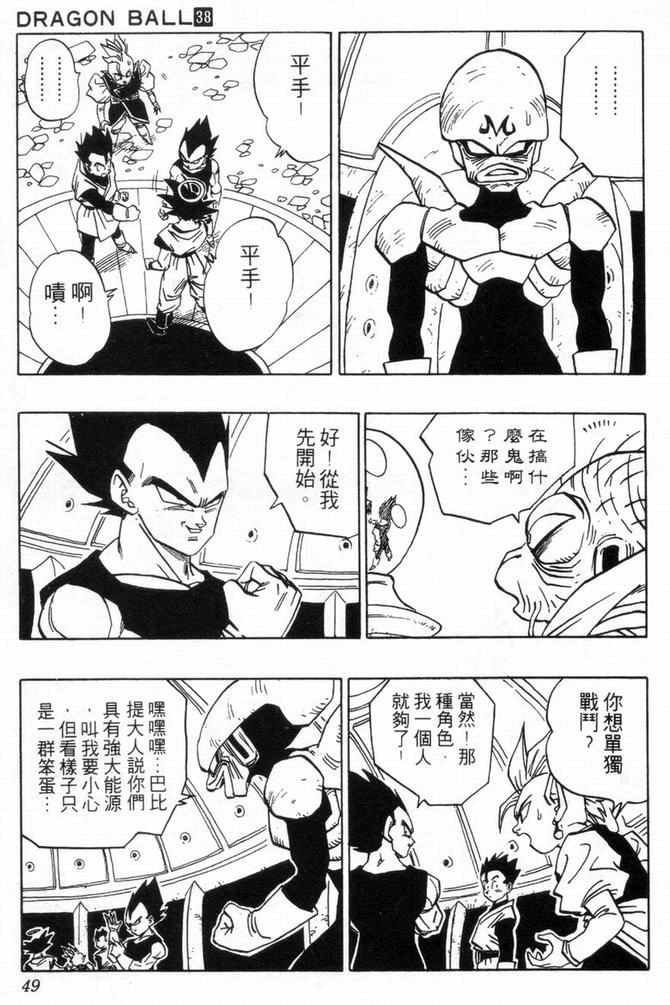 DRAGON BALL 38
…………
…………
平手！
平手！
啊！
嘖！
在搞什
麼鬼啊
？那些
傢伙…
好！從我
先開始。
你想單獨
戰鬥？
當然！那
種角色，
我一個人
就夠了！
嘿嘿嘿…巴比
提大人說你們
具有強大能源
，叫我要小心
，但看樣子只
是一群笨蛋…
49